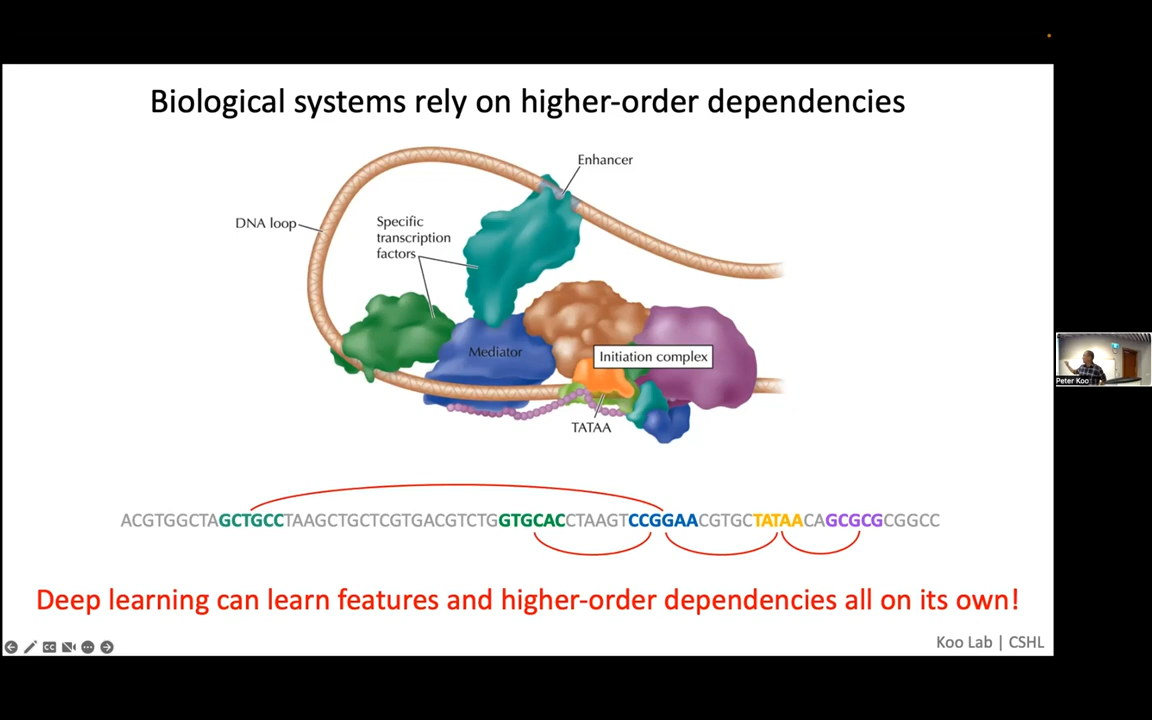 Biological systems rely on higher-order dependencies
Enhancer
DNA loop
Specific
transcription
factors
Mediator
Initiation complex
TATAA
ACGTGGCTAGCTGCCTAAGCTGCTCGTGACGTCTGGTGCACCTAAGTCCGGAACGTGCTATAACAGCGCGCGGCC
Deep learning can learn features and higher-order dependencies all on its own!
Koo Lab | CSHL
CC
Peter Koo